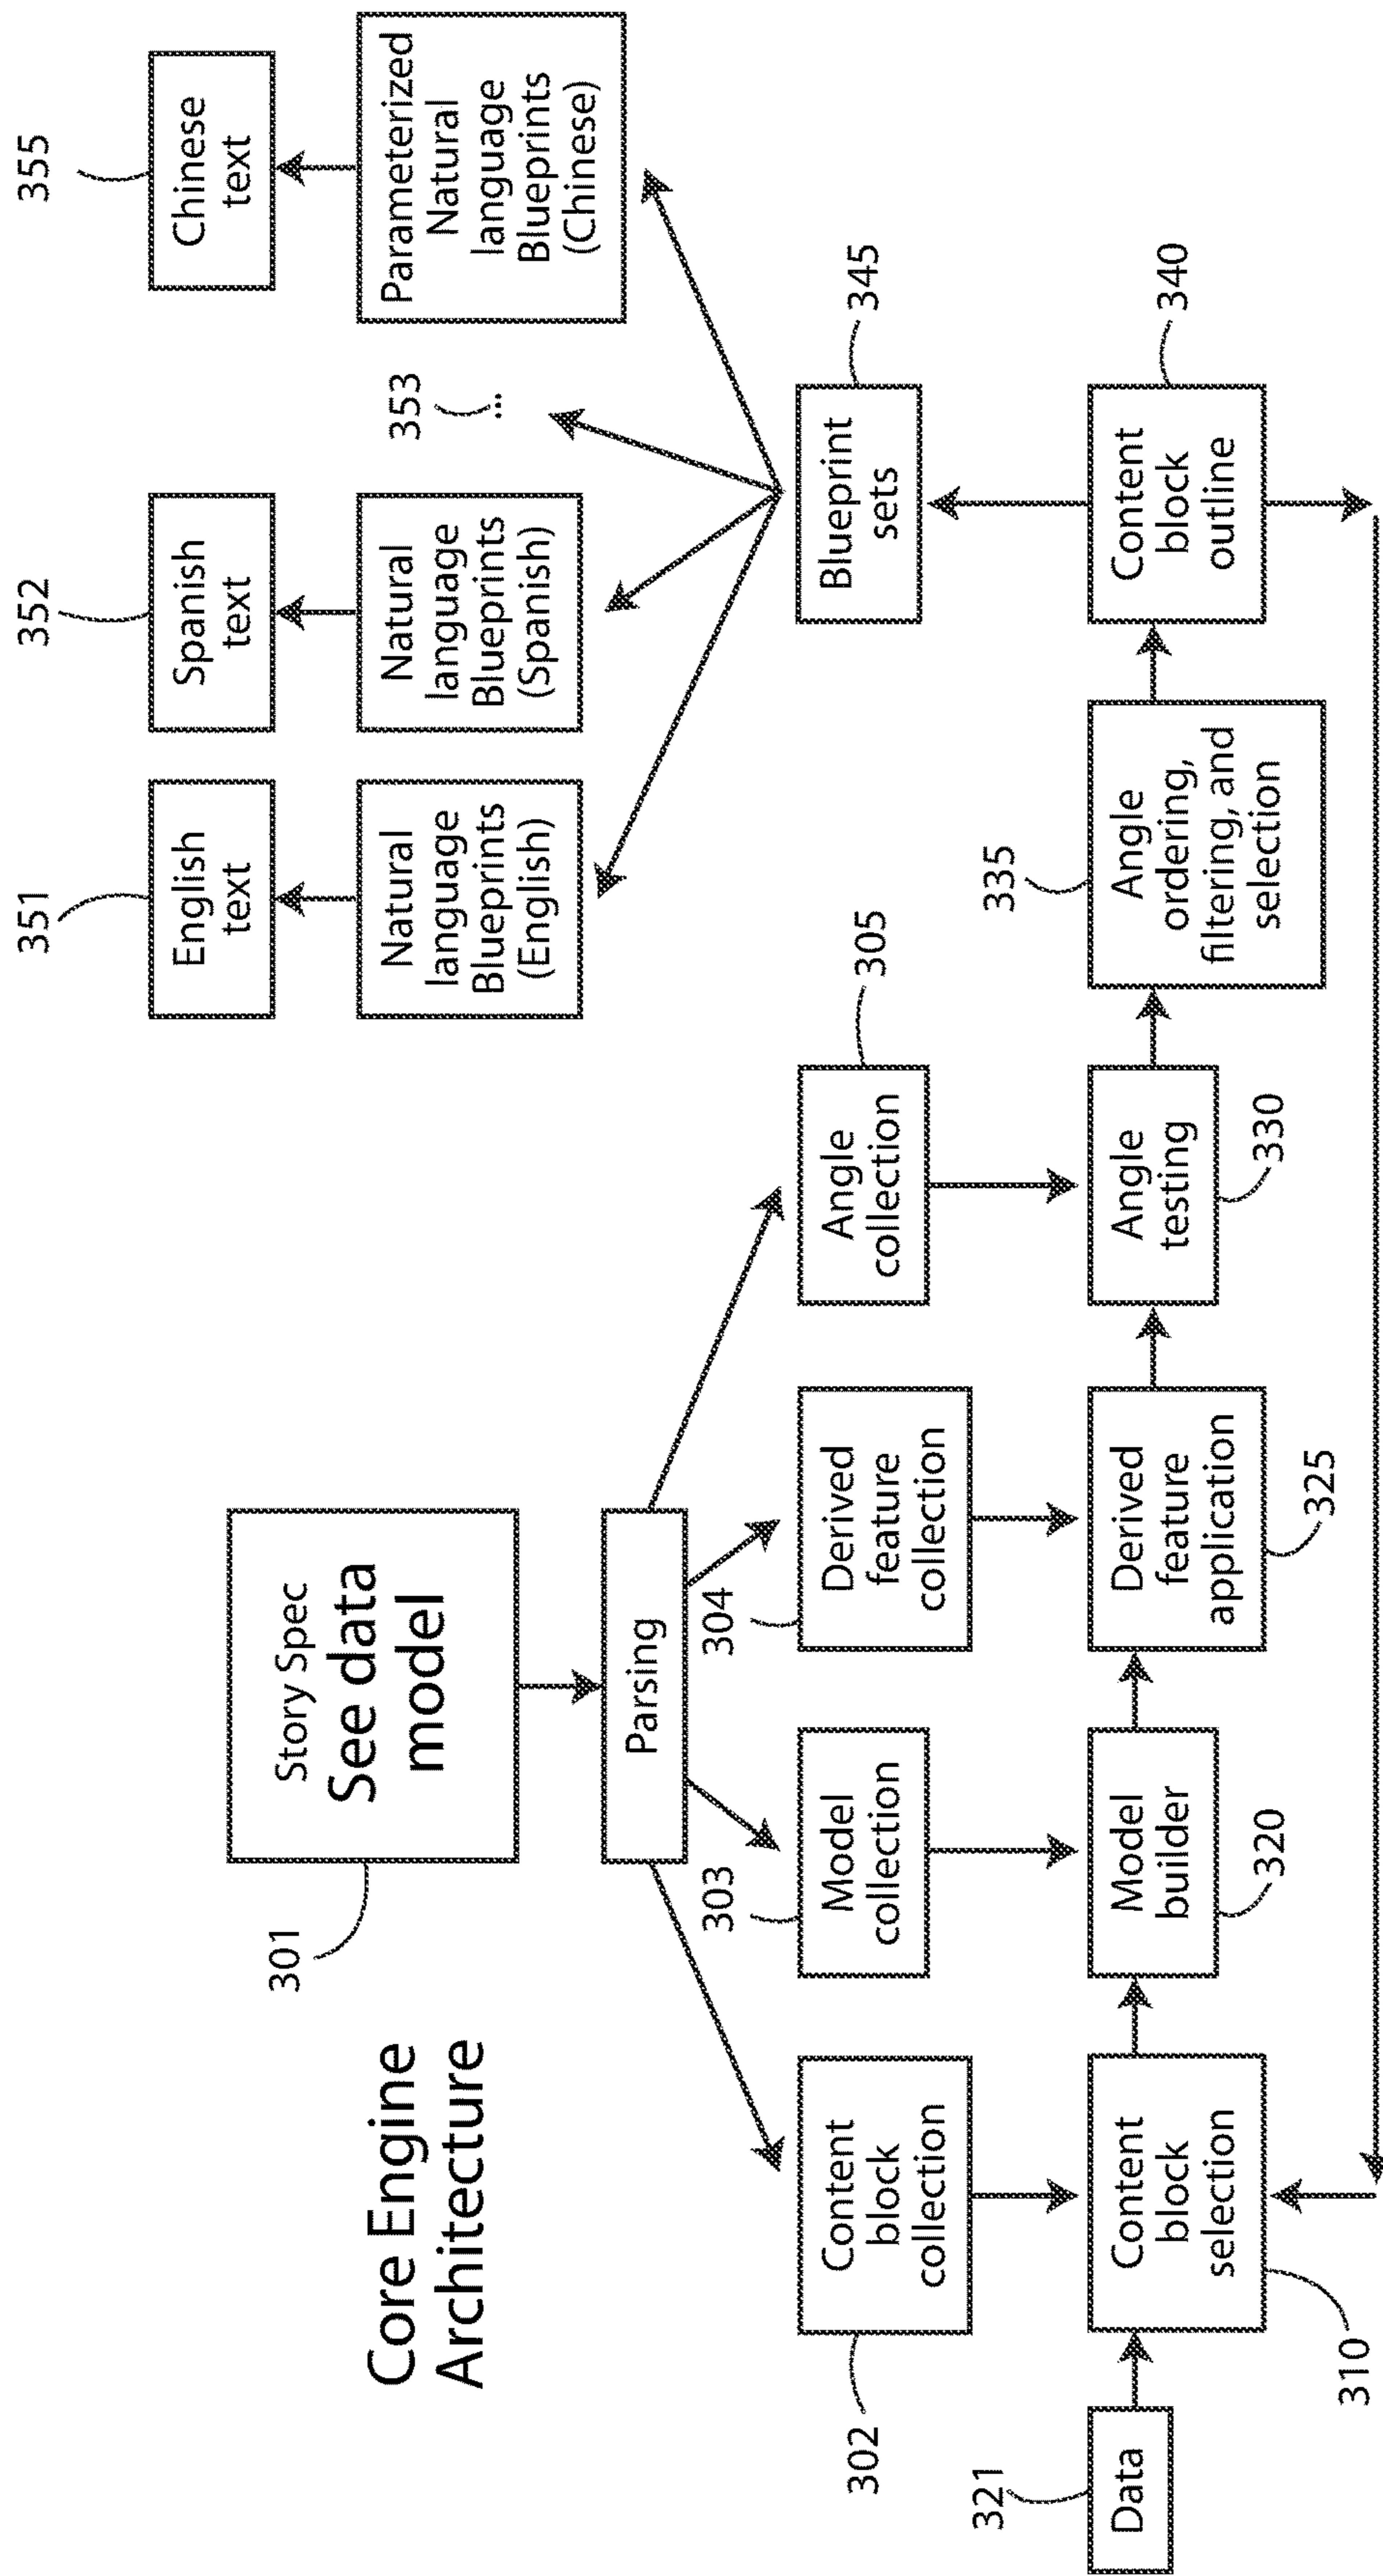 Core Engine
Architecture
301
Story Spec
See data
model
Parsing
302
Content
block
collection
303
Model
collection
304
Derived
feature
collection
305
Angle
collection
321
Data
310
Content
block
selection
320
Model
builder
325
Derived
feature
application
330
Angle
testing
335
Angle
ordering,
filtering, and
selection
340
Content
block
outline
345
Blueprint
sets
351
English
text
Natural
language
Blueprints
(English)
352
Spanish
text
Natural
language
Blueprints
(Spanish)
353
...
355
Chinese
text
Parameterized
Natural
language
Blueprints
(Chinese)